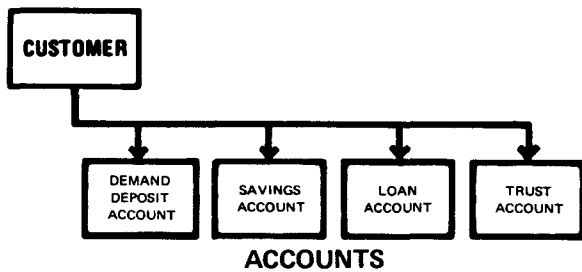 CUSTOMER
DEMAND
DEPOSIT
ACCOUNT
SAVINGS
ACCOUNT
LOAN
ACCOUNT
TRUST
ACCOUNT
ACCOUNTS